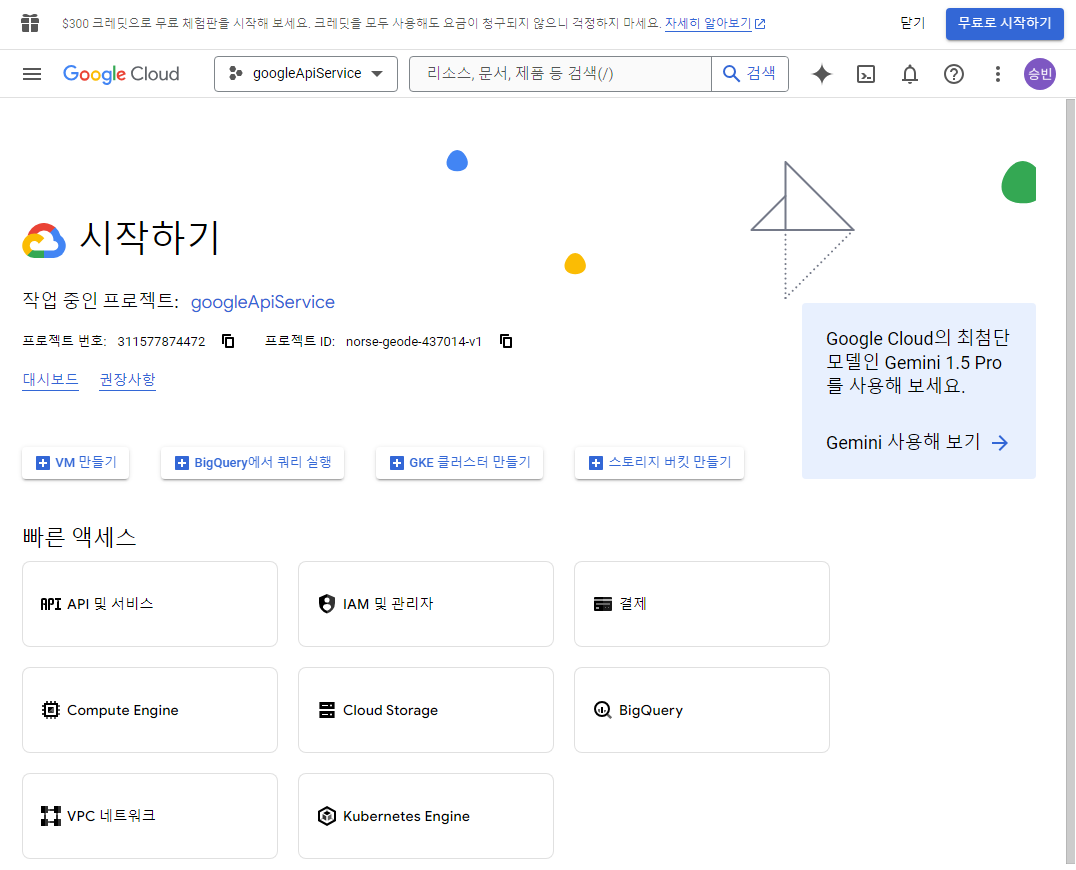 $300 크레딧으로 무료 체험판을 시작해 보세요. 크레딧을 모두 사용해도 요금이 청구되지 않으니 걱정하지 마세요. 자세히 알아보기 닫기 무료로 시작하기
Google Cloud googleApiService 리소스, 문서, 제품 등 검색(/) 검색 승빈
시작하기
작업 중인 프로젝트: googleApiService
프로젝트 번호: 311577874472 프로젝트 ID: norse-geode-437014-v1
대시보드 권장사항
Google Cloud의 최첨단
모델인 Gemini 1.5 Pro
를 사용해 보세요.
Gemini 사용해 보기
VM 만들기 BigQuery에서 쿼리 실행 GKE 클러스터 만들기 스토리지 버킷 만들기
빠른 액세스
API API 및 서비스 IAM 및 관리자 결제
Compute Engine Cloud Storage BigQuery
VPC 네트워크 Kubernetes Engine